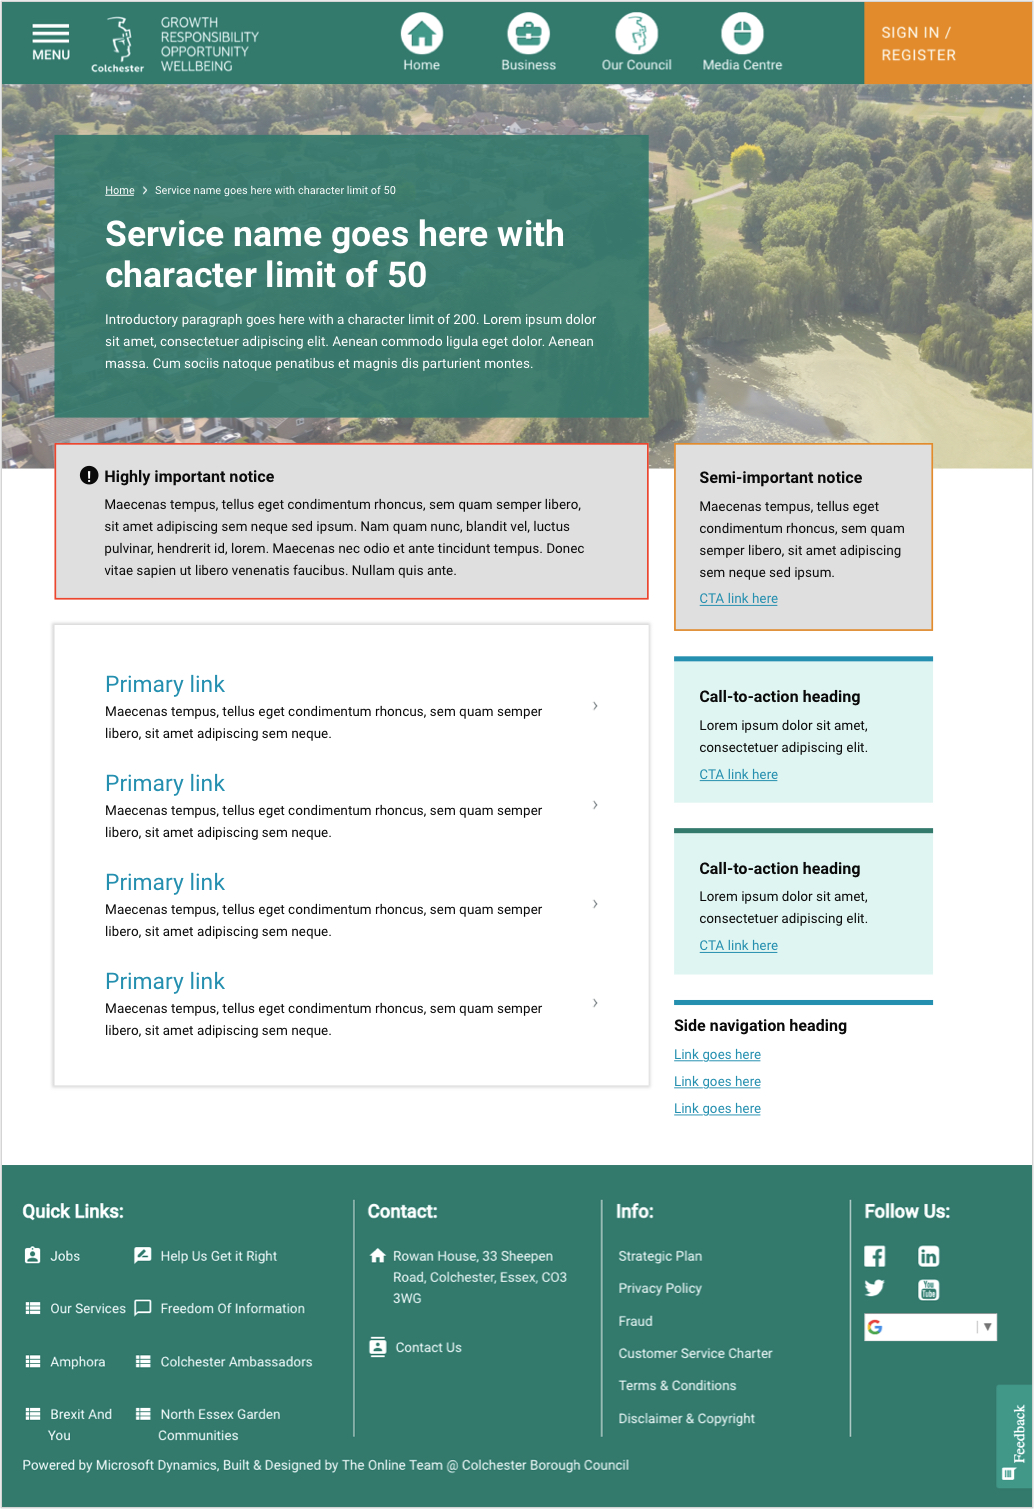 MENU
Colchester
GROWTH
RESPONSIBILITY
OPPORTUNITY
WELLBEING
Home
Business
Our Council
Media Centre
SIGN IN /
REGISTER
Home › Service name goes here with character limit of 50
Service name goes here with
character limit of 50
Introductory paragraph goes here with a character limit of 200. Lorem ipsum dolor
sit amet, consectetuer adipiscing elit. Aenean commodo ligula eget dolor. Aenean
massa. Cum sociis natoque penatibus et magnis dis parturient montes.
Highly important notice
Maecenas tempus, tellus eget condimentum rhoncus, sem quam semper libero,
sit amet adipiscing sem neque sed ipsum. Nam quam nunc, blandit vel, luctus
pulvinar, hendrerit id, lorem. Maecenas nec odio et ante tincidunt tempus. Donec
vitae sapien ut libero venenatis faucibus. Nullam quis ante.
Semi-important notice
Maecenas tempus, tellus eget
condimentum rhoncus, sem quam
semper libero, sit amet adipiscing
sem neque sed ipsum.
CTA link here
Primary link
Maecenas tempus, tellus eget condimentum rhoncus, sem quam semper
libero, sit amet adipiscing sem neque.
Primary link
Maecenas tempus, tellus eget condimentum rhoncus, sem quam semper
libero, sit amet adipiscing sem neque.
Primary link
Maecenas tempus, tellus eget condimentum rhoncus, sem quam semper
libero, sit amet adipiscing sem neque.
Primary link
Maecenas tempus, tellus eget condimentum rhoncus, sem quam semper
libero, sit amet adipiscing sem neque.
Call-to-action heading
Lorem ipsum dolor sit amet,
consectetuer adipiscing elit.
CTA link here
Call-to-action heading
Lorem ipsum dolor sit amet,
consectetuer adipiscing elit.
CTA link here
Side navigation heading
Link goes here
Link goes here
Link goes here
Quick Links:
Jobs
Help Us Get it Right
Our Services
Freedom Of Information
Amphora
Colchester Ambassadors
Brexit And
You
North Essex Garden
Communities
Contact:
Rowan House, 33 Sheepen
Road, Colchester, Essex, CO3
3WG
Contact Us
Info:
Strategic Plan
Privacy Policy
Fraud
Customer Service Charter
Terms & Conditions
Disclaimer & Copyright
Follow Us:
in
You
Tube
Feedback
Powered by Microsoft Dynamics, Built & Designed by The Online Team @ Colchester Borough Council